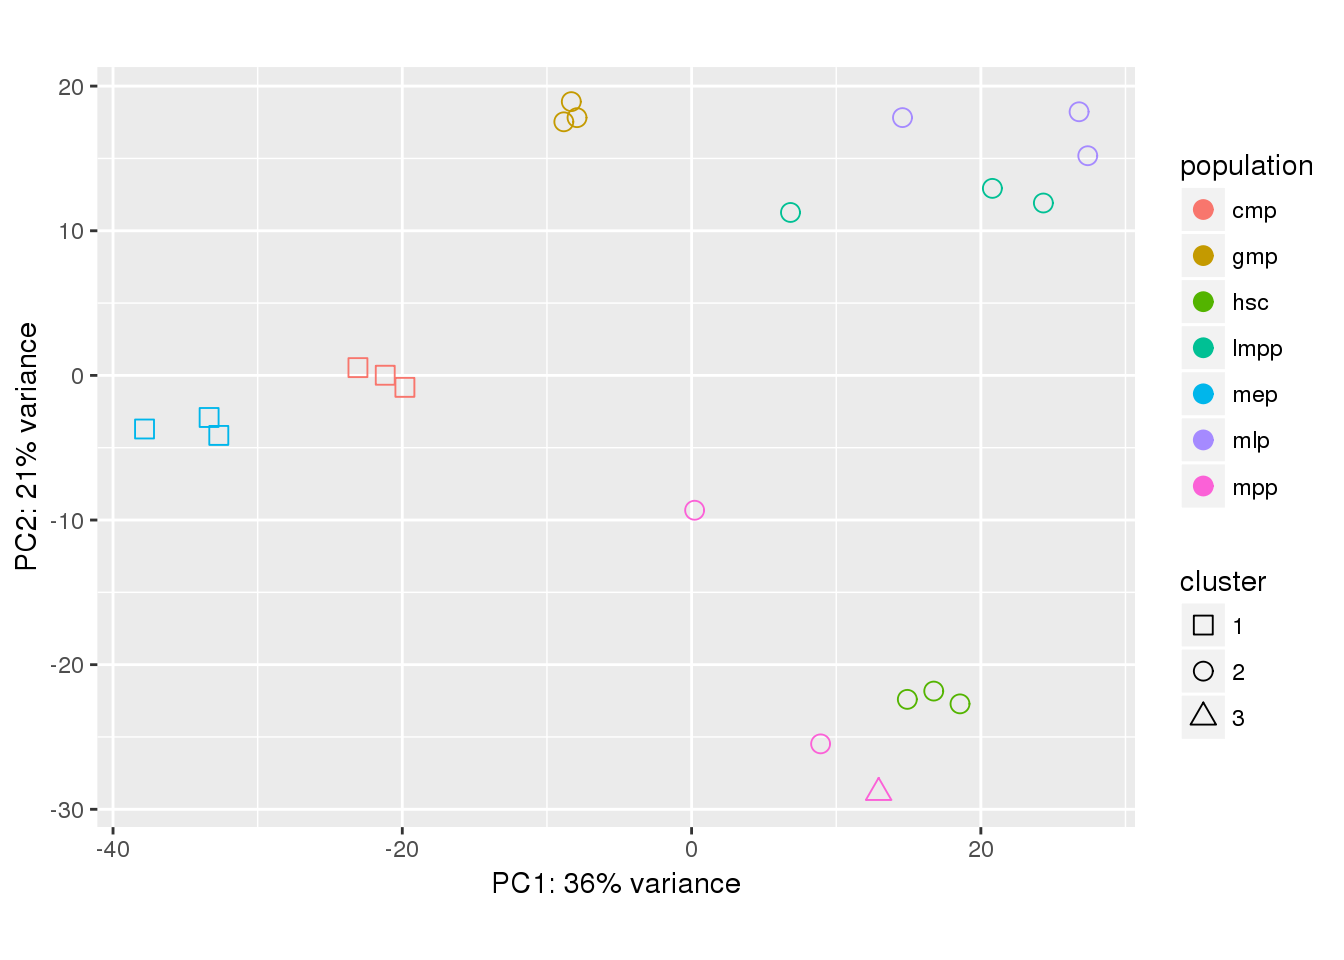 20
10
0
-10
-20
-30
-40
-20
0
20
PC2: 21% variance
PC1: 36% variance
population
cmp
gmp
hsc
lmpp
mep
mlp
mpp
cluster
1
2
3